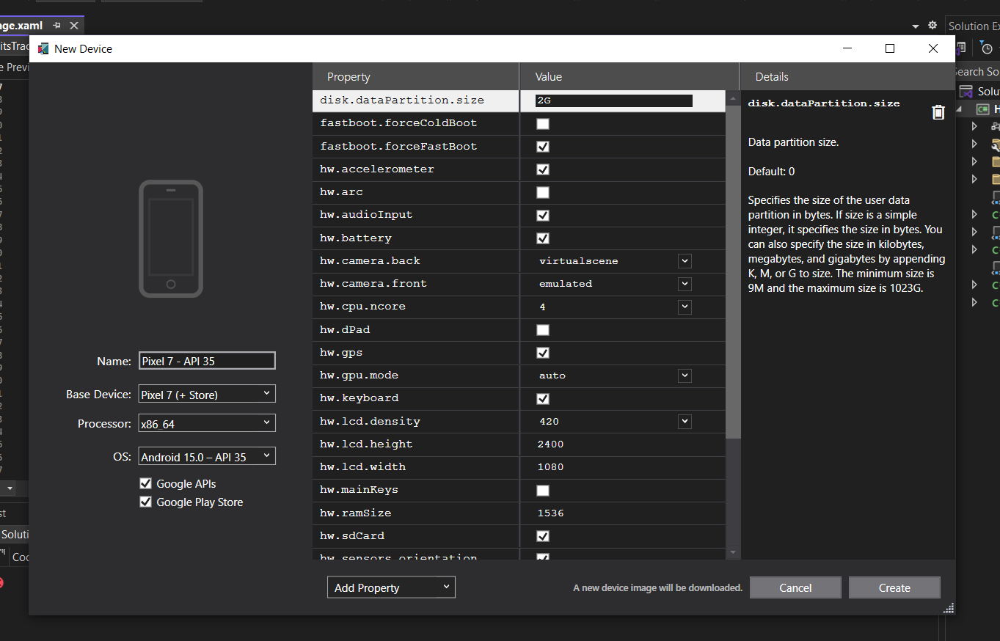 nge.xaml
Solution Ex
itsTrac
New Device
e Previ
Search So
Solu
Property Value Details
disk.dataPartition.size 2G
fastboot.forceColdBoot
fastboot.forceFastBoot
hw.accelerometer
hw.arc
hw.audioInput
hw.battery
hw.camera.back virtualscene
hw.camera.front emulated
hw.cpu.ncore 4
hw.dPad
hw.gps
hw.gpu.mode auto
hw.keyboard
hw.lcd.density 420
hw.lcd.height 2400
hw.lcd.width 1080
hw.mainKeys
hw.ramSize 1536
hw.sdCard
hw.sensors.orientation
disk.dataPartition.size
Data partition size.
Default: 0
Specifies the size of the user data
partition in bytes. If size is a simple
integer, it specifies the size in bytes. You
can also specify the size in kilobytes,
megabytes, and gigabytes by appending
K, M, or G to size. The minimum size is
9M and the maximum size is 1023G.
Name: Pixel 7 - API 35
Base Device: Pixel 7 (+ Store)
Processor: x86_64
OS: Android 15.0 – API 35
Google APIs
Google Play Store
st
Soluti
Coc
Add Property
A new device image will be downloaded.
Cancel
Create